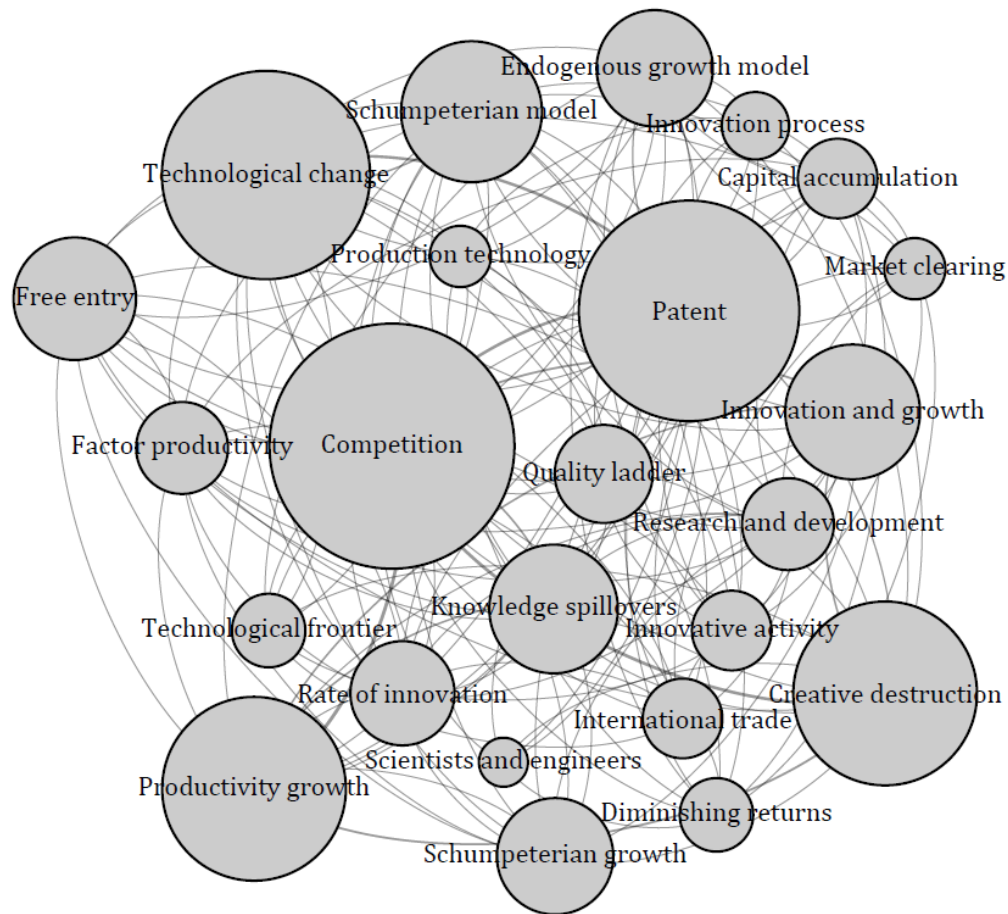 Endogenous growth model
Schumpeterian model
Innovation process
Technological change
Capital accumulation
Production technology
Market clearing
Free entry
Patent
Innovation and growth
Factor productivity
Competition
Quality ladder
Research and development
Knowledge spillovers
Technological frontier
Innovative activity
Rate of innovation
Creative destruction
International trade
Scientists and engineers
Productivity growth
Diminishing returns
Schumpeterian growth